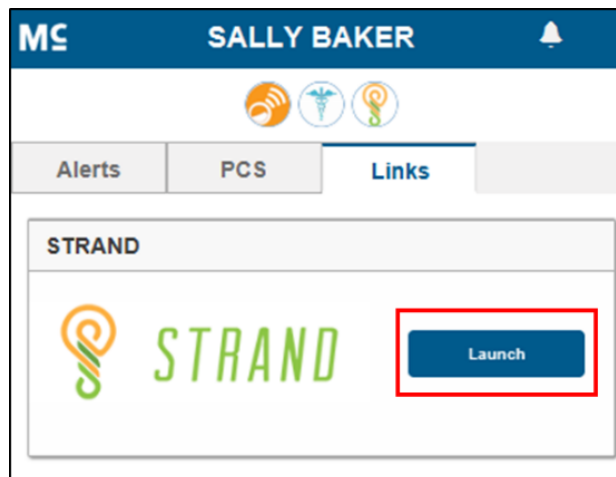 MC SALLY BAKER
Alerts PCS Links
STRAND
STRAND
Launch